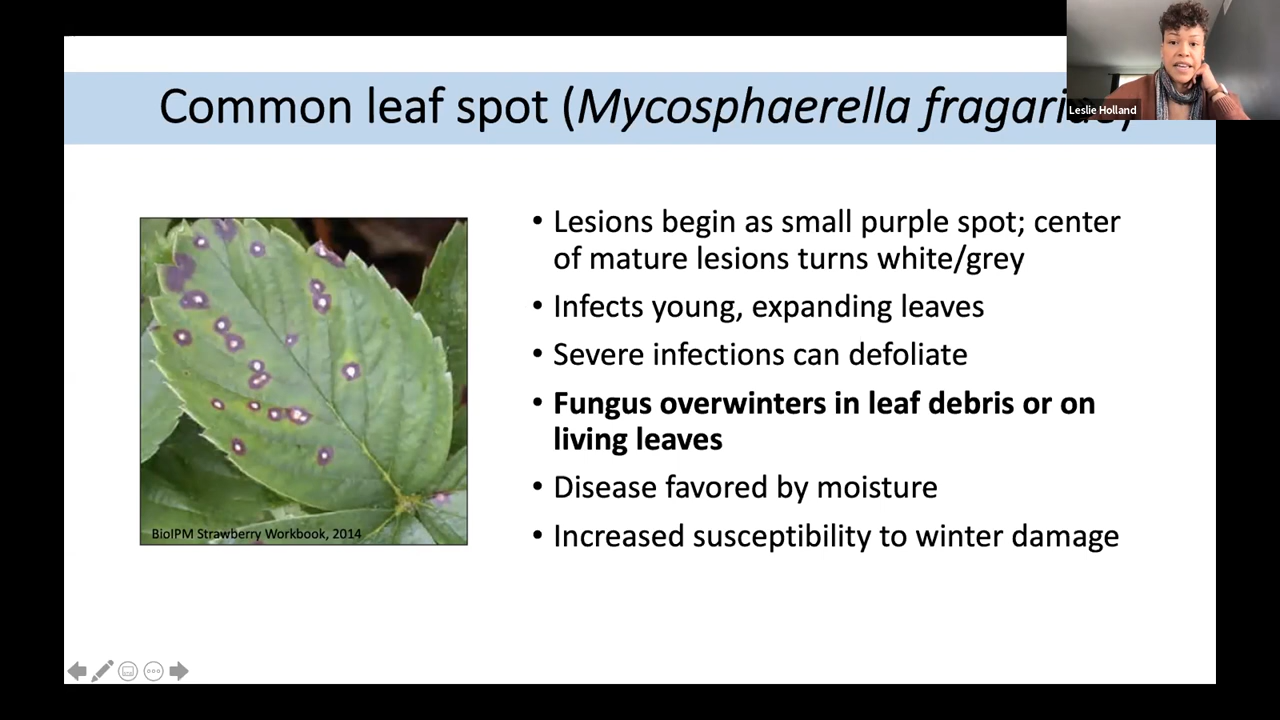 Common leaf spot (Mycosphaerella fragariae)
Leslie Holland
• Lesions begin as small purple spot; center
of mature lesions turns white/grey
• Infects young, expanding leaves
• Severe infections can defoliate
• Fungus overwinters in leaf debris or on
living leaves
• Disease favored by moisture
• Increased susceptibility to winter damage
BioIPM Strawberry Workbook, 2014